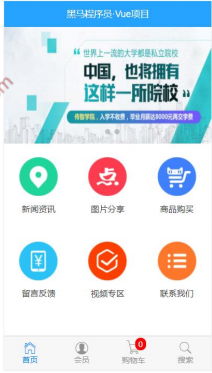 黑马程序员·Vue项目
“世界上一流的大学都是私立院校
中国，也将拥有
这样一所院校”
传智学院，入学不收费，毕业月薪达8000元再交学费
新闻资讯
图片分享
商品购买
留言反馈
视频专区
联系我们
0
首页
会员
购物车
搜索